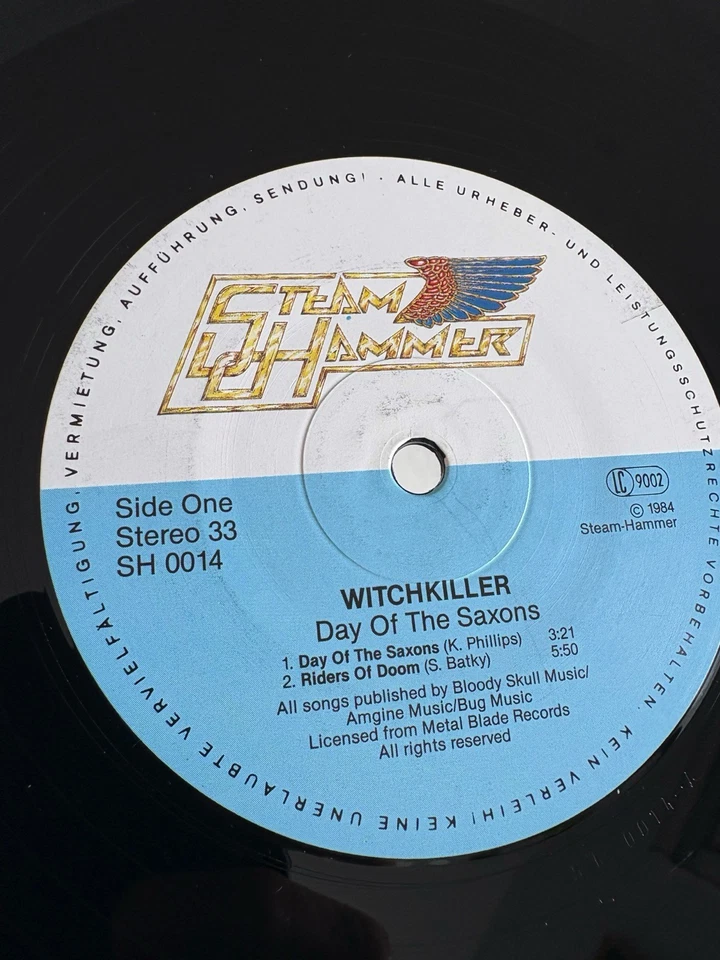 ALLE URHEBER- UND LEISTUNGSSCHUTZRECHTE VORBEHALTEN. KEIN VERLEIH! KEINE UNERLAUBTE VERVIELFÄLTIGUNG, VERMIETUNG, AUFFÜHRUNG, SENDUNG! ·
STEAM
HAMMER
LC 9002
Ⓒ 1984
Steam-Hammer
Side One
Stereo 33
SH 0014
WITCHKILLER
Day Of The Saxons
1. Day Of The Saxons (K. Phillips) 3:21
2. Riders Of Doom (S. Batky) 5:50
All songs published by Bloody Skull Music/
Amgine Music/Bug Music
Licensed from Metal Blade Records
All rights reserved